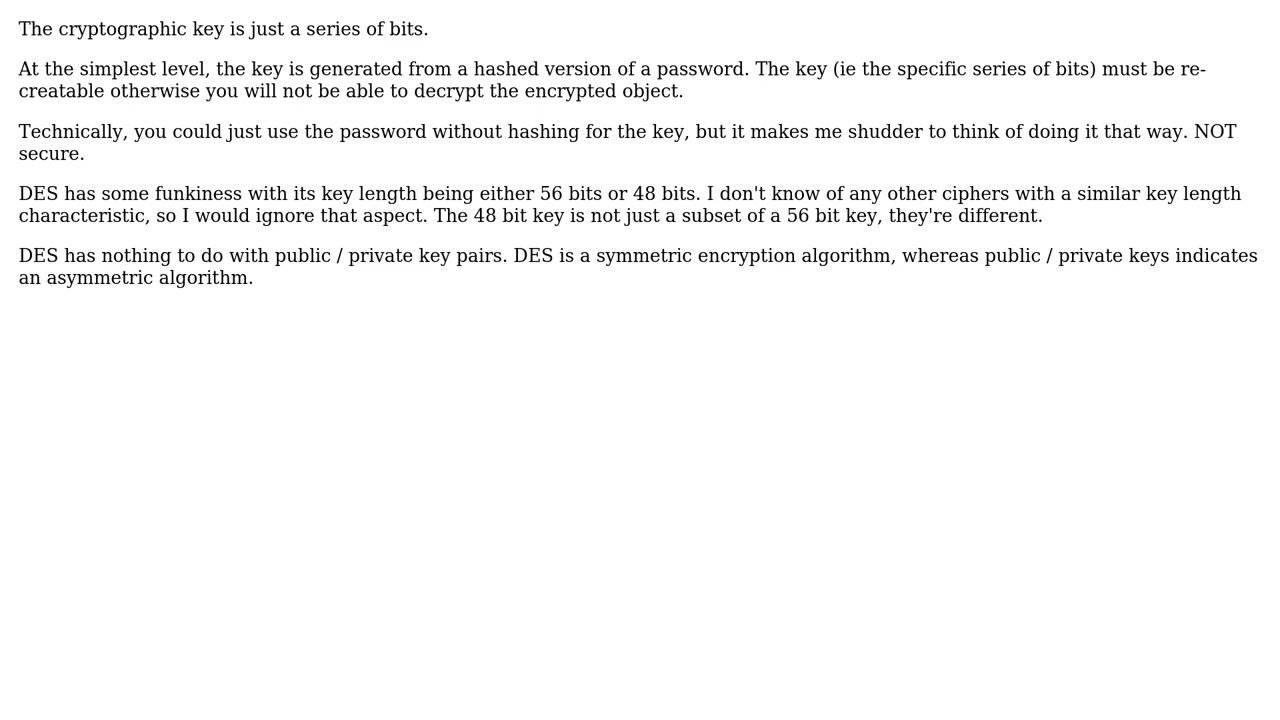 The cryptographic key is just a series of bits.
At the simplest level, the key is generated from a hashed version of a password. The key (ie the specific series of bits) must be re-
creatable otherwise you will not be able to decrypt the encrypted object.
Technically, you could just use the password without hashing for the key, but it makes me shudder to think of doing it that way. NOT
secure.
DES has some funkiness with its key length being either 56 bits or 48 bits. I don't know of any other ciphers with a similar key length
characteristic, so I would ignore that aspect. The 48 bit key is not just a subset of a 56 bit key, they're different.
DES has nothing to do with public / private key pairs. DES is a symmetric encryption algorithm, whereas public / private keys indicates
an asymmetric algorithm.